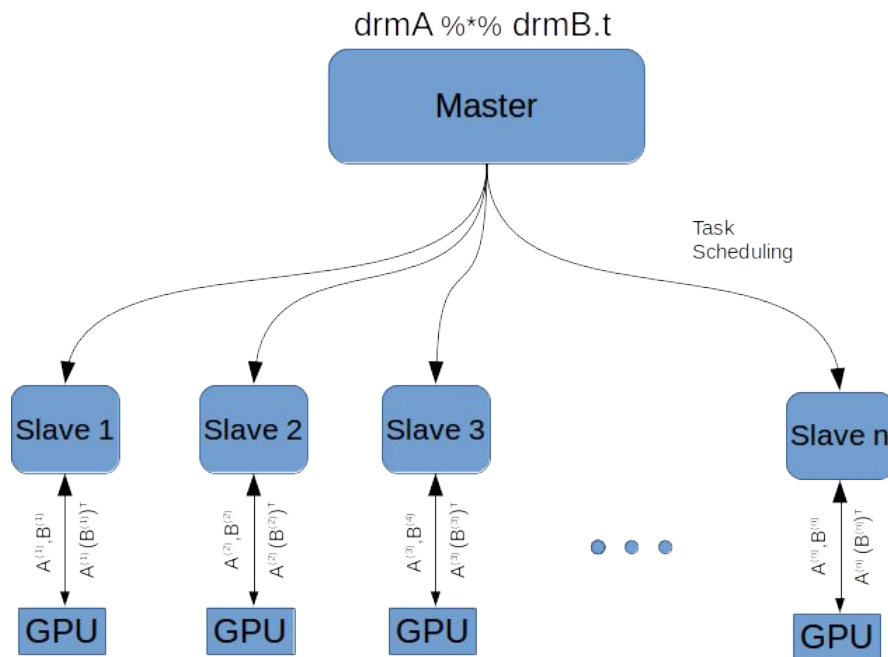 drmA %*% drmB.t
Master
Task
Scheduling
Slave 1
Slave 2
Slave 3
Slave n
A⁽¹⁾,B⁽¹⁾
A⁽¹⁾(B⁽¹⁾)ᵀ
A⁽²⁾,B⁽²⁾
A⁽²⁾(B⁽²⁾)ᵀ
A⁽³⁾,B⁽⁴⁾
A⁽³⁾(B⁽³⁾)ᵀ
A⁽ⁿ⁾,B⁽ⁿ⁾
A⁽ⁿ⁾(B⁽ⁿ⁾)ᵀ
GPU
GPU
GPU
GPU